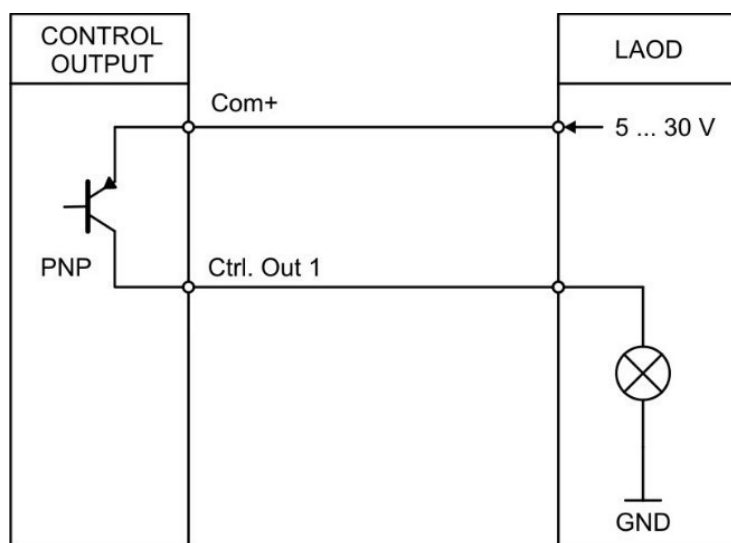 CONTROL
OUTPUT
LAOD
Com+
5 ... 30 V
PNP
Ctrl. Out 1
GND